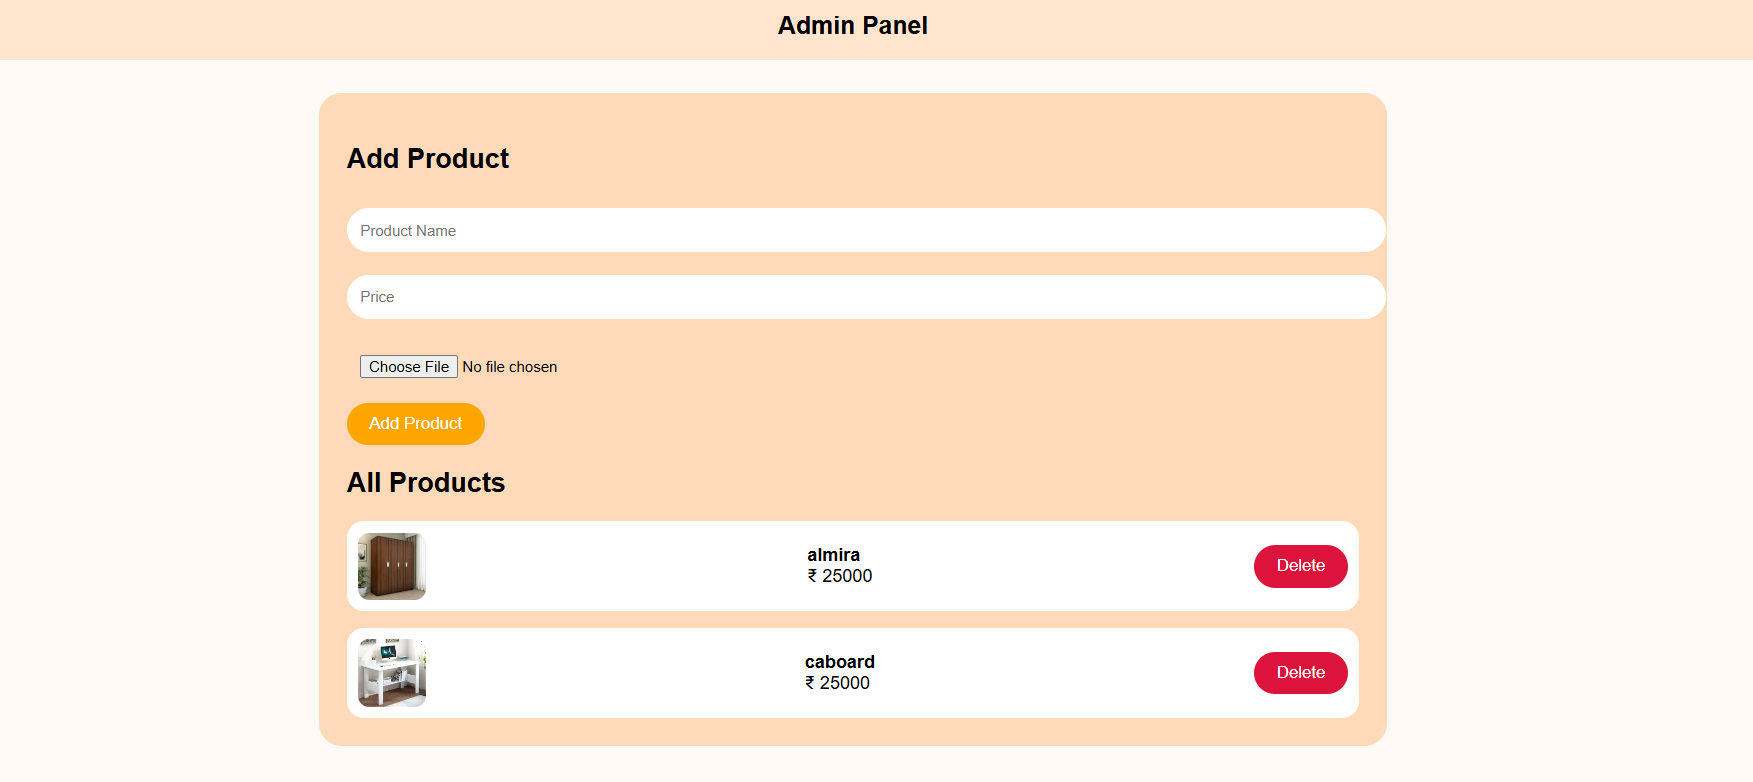 Admin Panel
Add Product
Product Name
Price
Choose File No file chosen
Add Product
All Products
almira
₹ 25000
Delete
caboard
₹ 25000
Delete